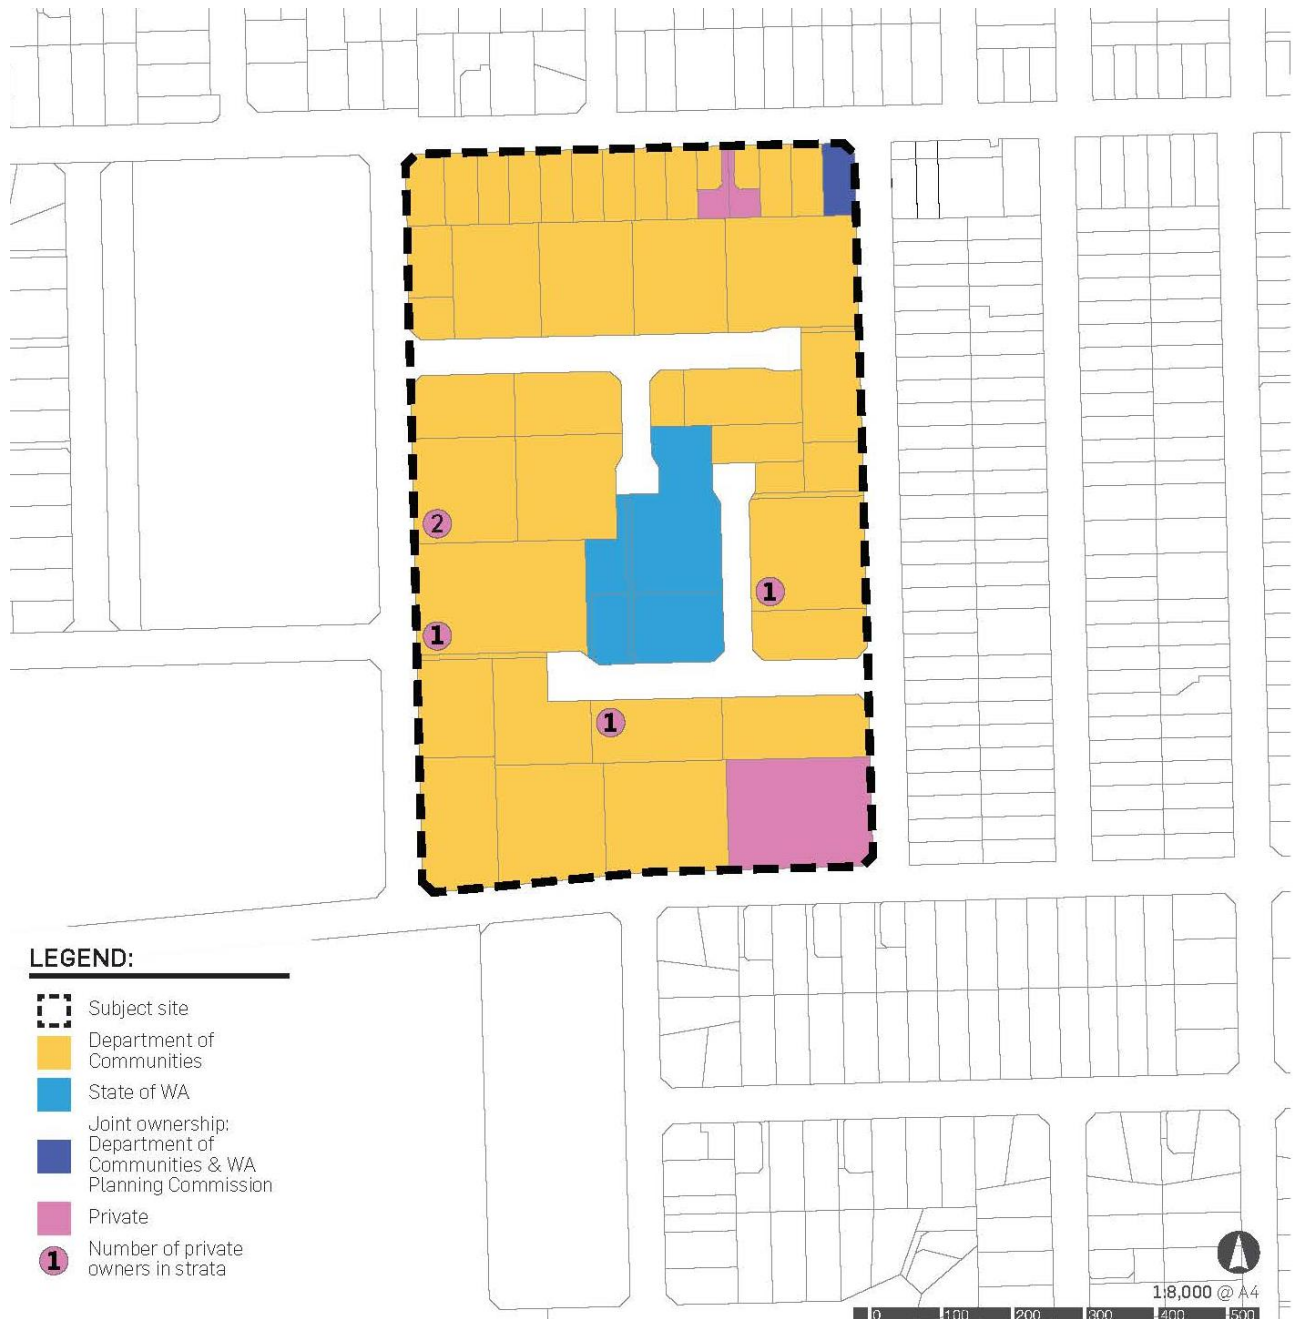 2
1
1
1
LEGEND:
Subject site
Department of
Communities
State of WA
Joint ownership:
Department of
Communities & WA
Planning Commission
Private
1
Number of private
owners in strata
1:8,000 @ A4
0 100 200 300 400 500